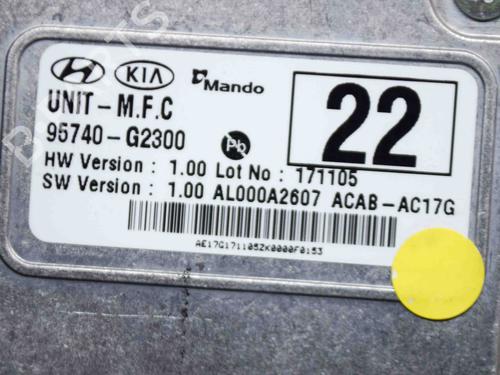 HYUNDAI KIA Mando 22
UNIT - M.F.C
95740 - G2300 Pb
HW Version : 1.00 Lot No : 171105
SW Version : 1.00 AL000A2607 ACAB - AC17G
AE17G171105ZK0000F0153